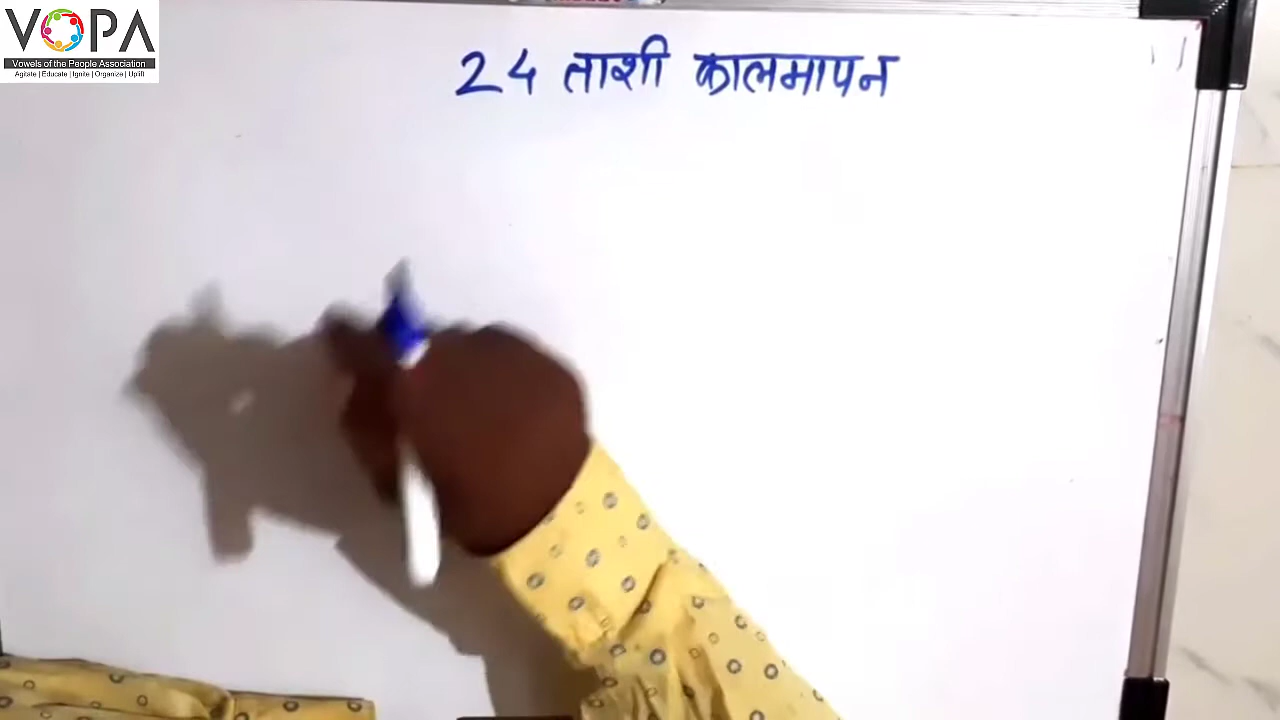 VOPA
Vowels of the People Association
Agitate | Educate | Ignite | Organize | Uplift
24 ताशी कालमापन